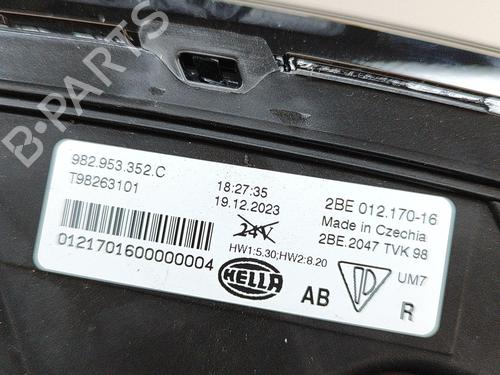 B-PARTS
982.953.352.C
T98263101
0121701600000004
18:27:35
19.12.2023
24V
HW1:5.30;HW2:8.20
HELLA
2BE 012.170-16
Made in Czechia
2BE.2047 TVK 98
AB
UM7
R